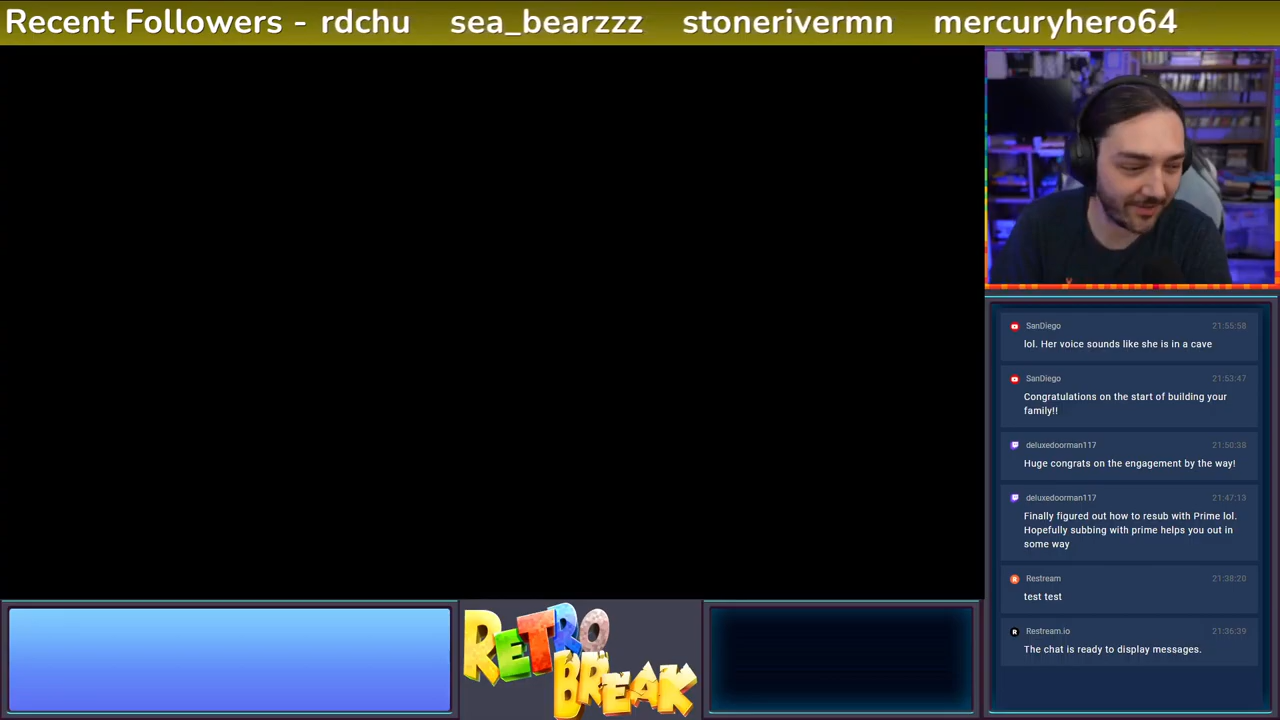 Recent Followers - rdchu sea_bearzzz stonerivermn mercuryhero64
SanDiego 21:55:58
lol. Her voice sounds like she is in a cave
SanDiego 21:53:47
Congratulations on the start of building your
family!!
deluxedoorman117 21:50:38
Huge congrats on the engagement by the way!
deluxedoorman117 21:47:13
Finally figured out how to resub with Prime lol.
Hopefully subbing with prime helps you out in
some way
Restream 21:38:20
test test
Restream.io 21:36:39
The chat is ready to display messages.
RETRO
BREAK